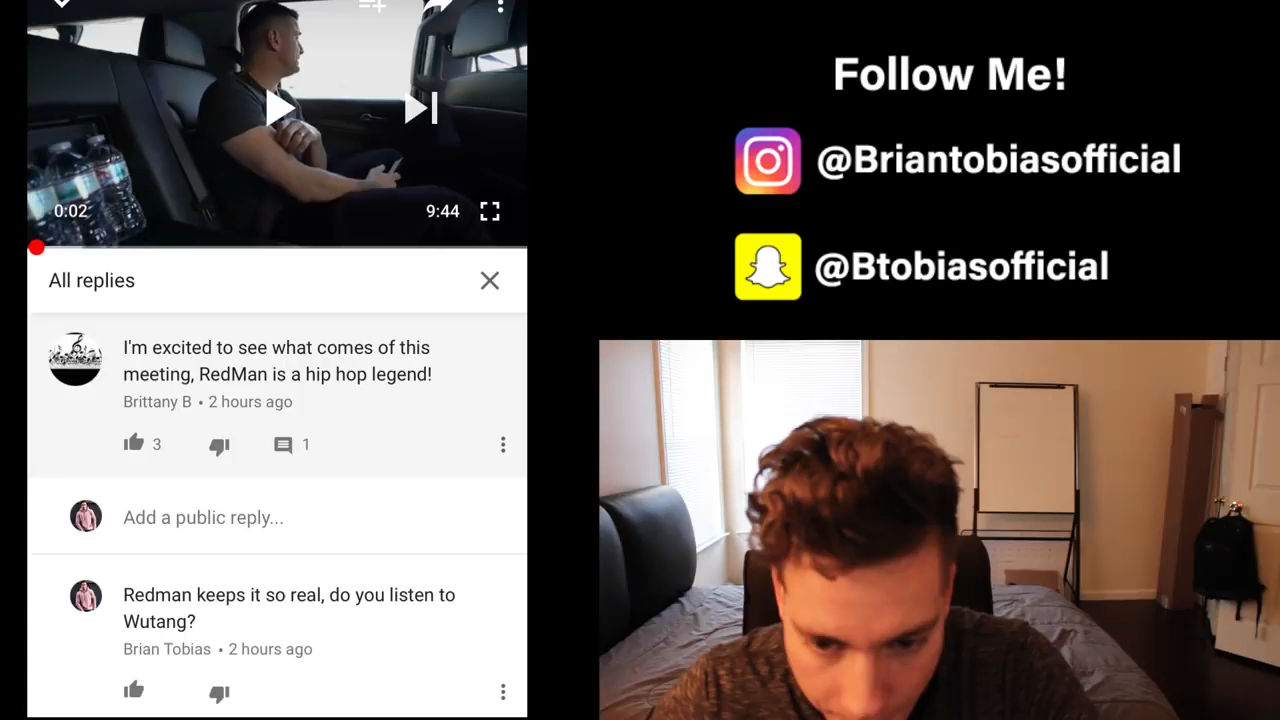 0:02
9:44
All replies
I'm excited to see what comes of this
meeting, RedMan is a hip hop legend!
Brittany B • 2 hours ago
3
1
Add a public reply...
Redman keeps it so real, do you listen to
Wutang?
Brian Tobias • 2 hours ago
Follow Me!
@Briantobiasofficial
@Btobiasofficial